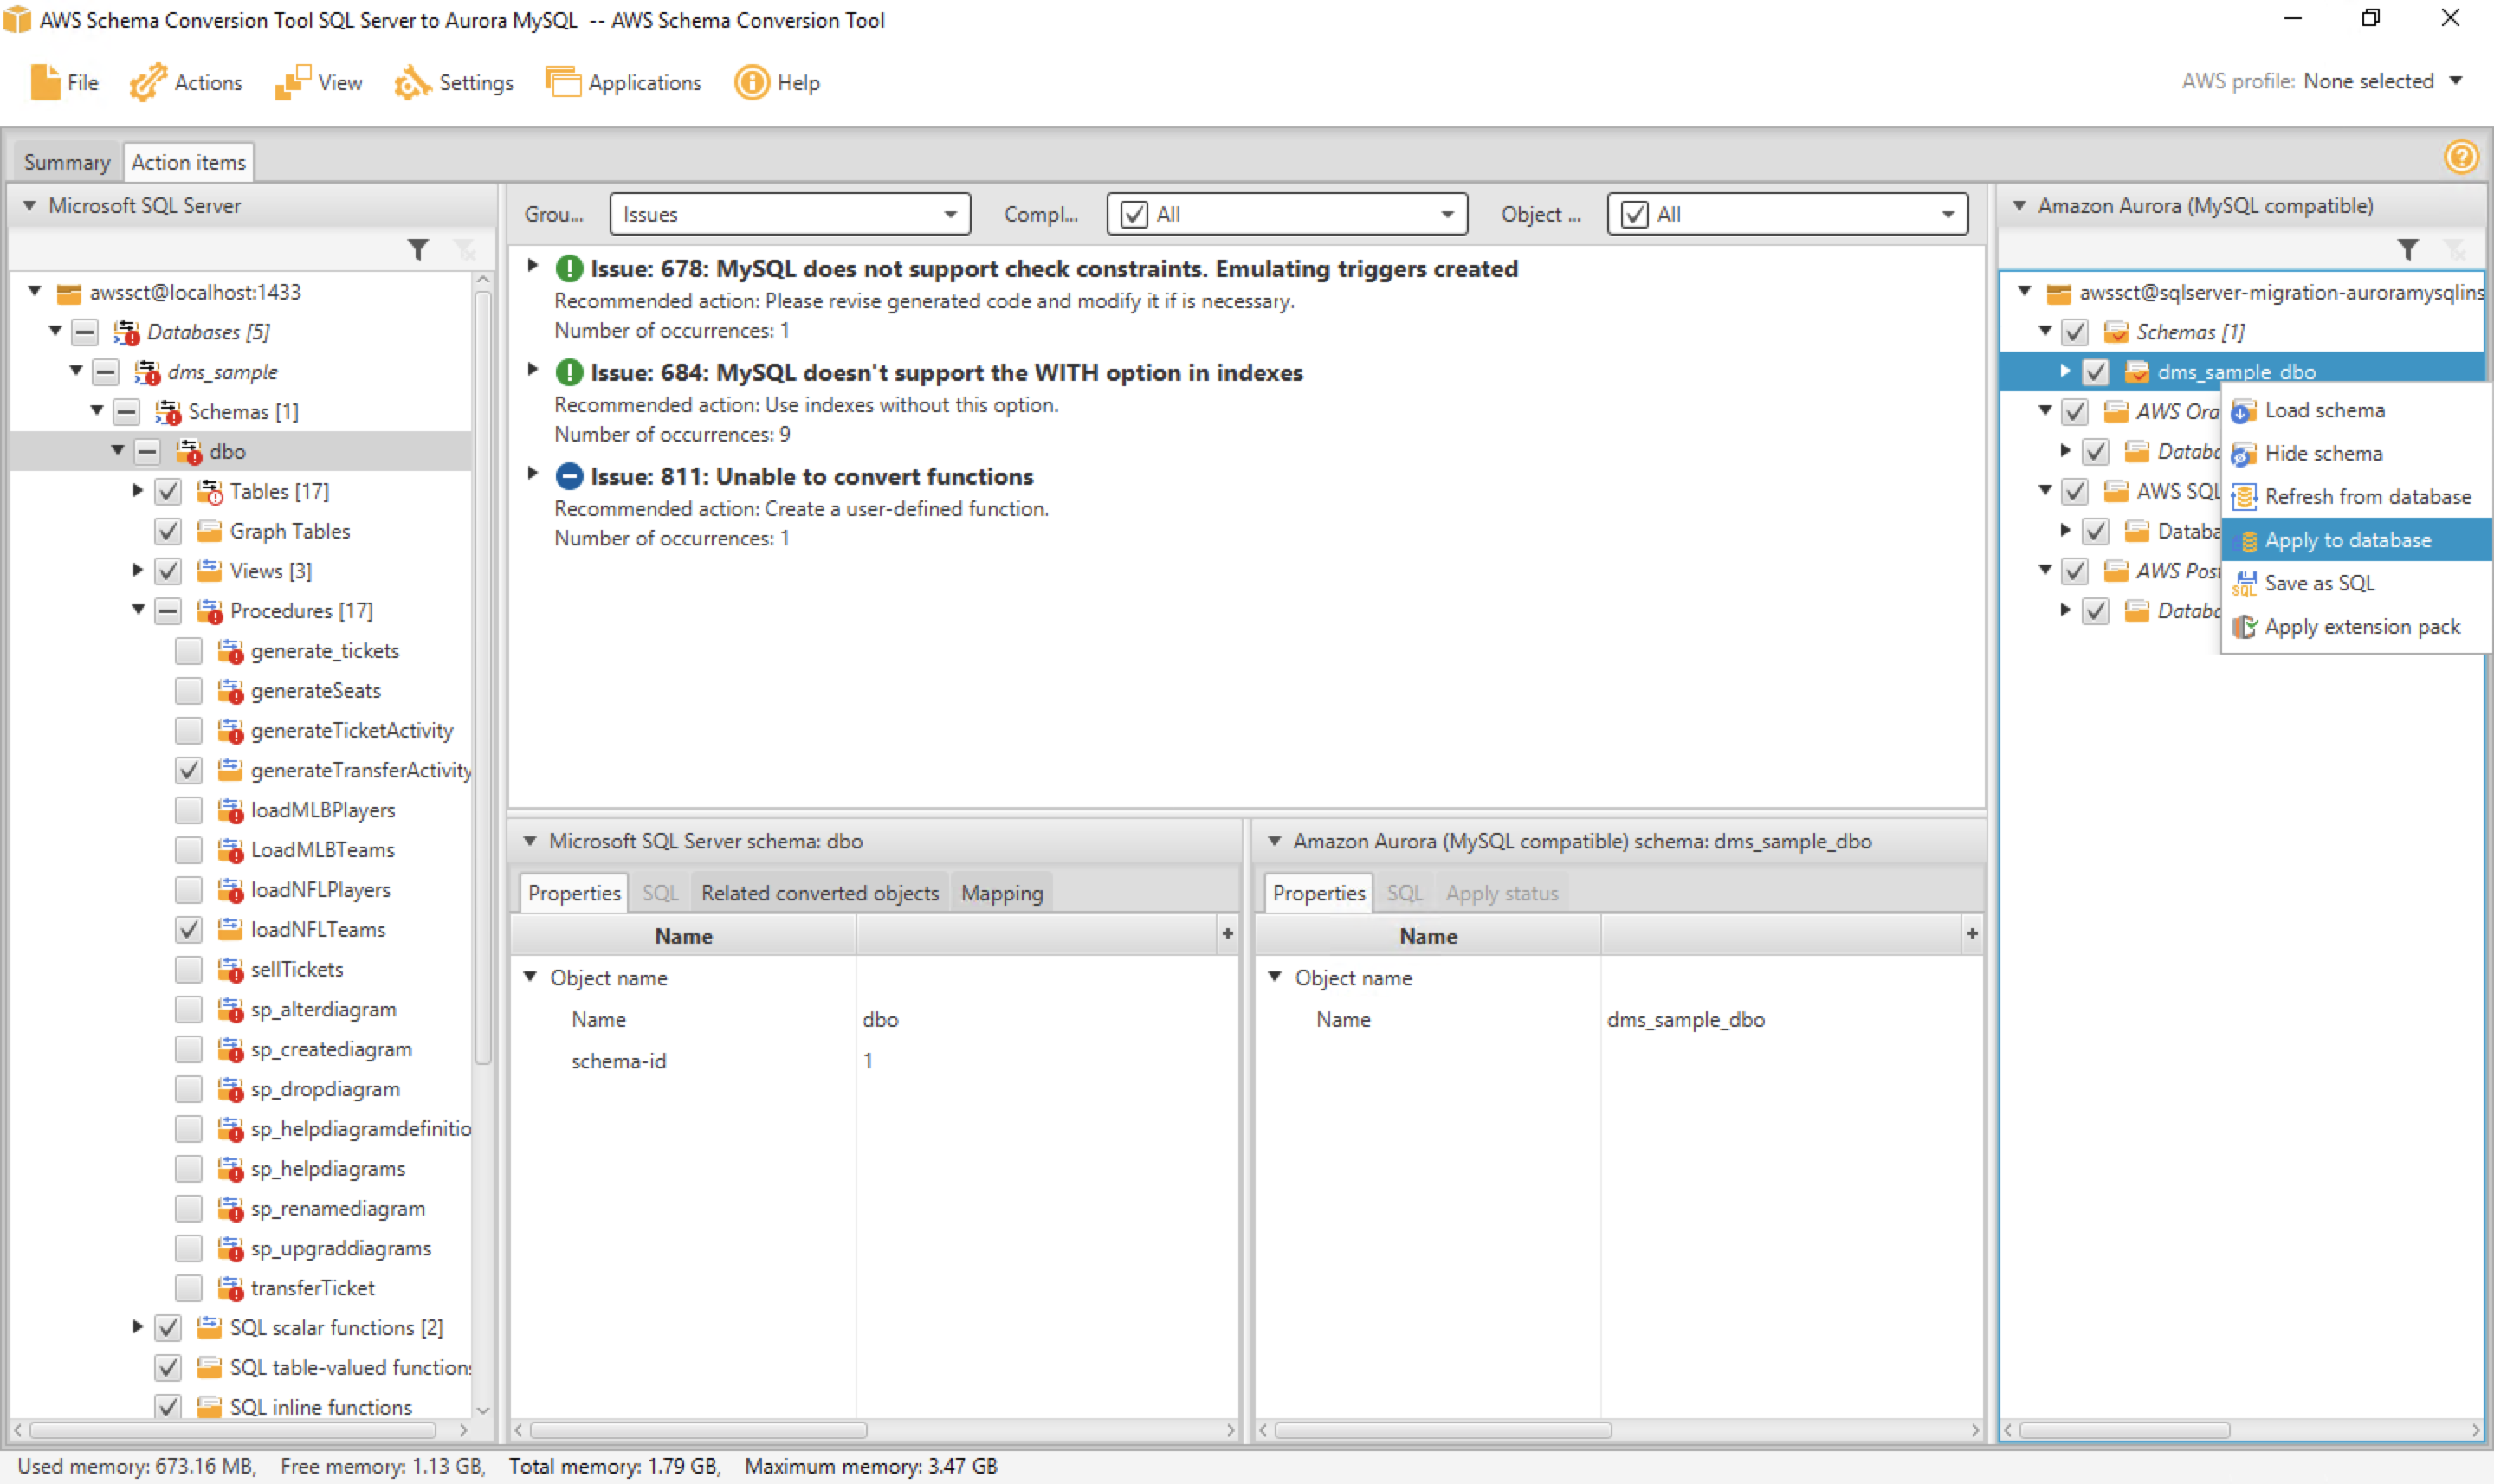 AWS Schema Conversion Tool SQL Server to Aurora MySQL -- AWS Schema Conversion Tool
File
Actions
View
Settings
Applications
Help
AWS profile: None selected
Summary
Action items
Microsoft SQL Server
awssct@localhost:1433
Databases [5]
dms_sample
Schemas [1]
dbo
Tables [17]
Graph Tables
Views [3]
Procedures [17]
generate_tickets
generateSeats
generateTicketActivity
generateTransferActivity
loadMLBPlayers
LoadMLBTeams
loadNFLPlayers
loadNFLTeams
sellTickets
sp_alterdiagram
sp_creatediagram
sp_dropdiagram
sp_helpdiagramdefinitio
sp_helpdiagrams
sp_renamediagram
sp_upgraddiagrams
transferTicket
SQL scalar functions [2]
SQL table-valued functions
SQL inline functions
Grou...
Issues
Compl...
All
Object ...
All
Issue: 678: MySQL does not support check constraints. Emulating triggers created
Recommended action: Please revise generated code and modify it if is necessary.
Number of occurrences: 1
Issue: 684: MySQL doesn't support the WITH option in indexes
Recommended action: Use indexes without this option.
Number of occurrences: 9
Issue: 811: Unable to convert functions
Recommended action: Create a user-defined function.
Number of occurrences: 1
Microsoft SQL Server schema: dbo
Properties
SQL
Related converted objects
Mapping
Name
Object name
Name
dbo
schema-id
1
Amazon Aurora (MySQL compatible) schema: dms_sample_dbo
Properties
SQL
Apply status
Name
Object name
Name
dms_sample_dbo
Amazon Aurora (MySQL compatible)
awssct@sqlserver-migration-auroramysqlins
Schemas [1]
dms_sample_dbo
AWS Ora
Databa
AWS SQL
Databa
AWS Post
Databa
Load schema
Hide schema
Refresh from database
Apply to database
Save as SQL
Apply extension pack
Used memory: 673.16 MB, Free memory: 1.13 GB, Total memory: 1.79 GB, Maximum memory: 3.47 GB